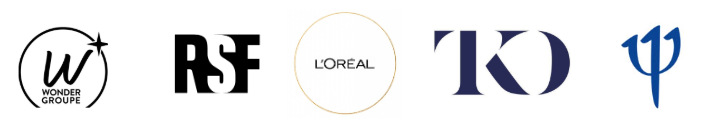 W
WONDER
GROUPE
RSF
L'ORÉAL
TKO